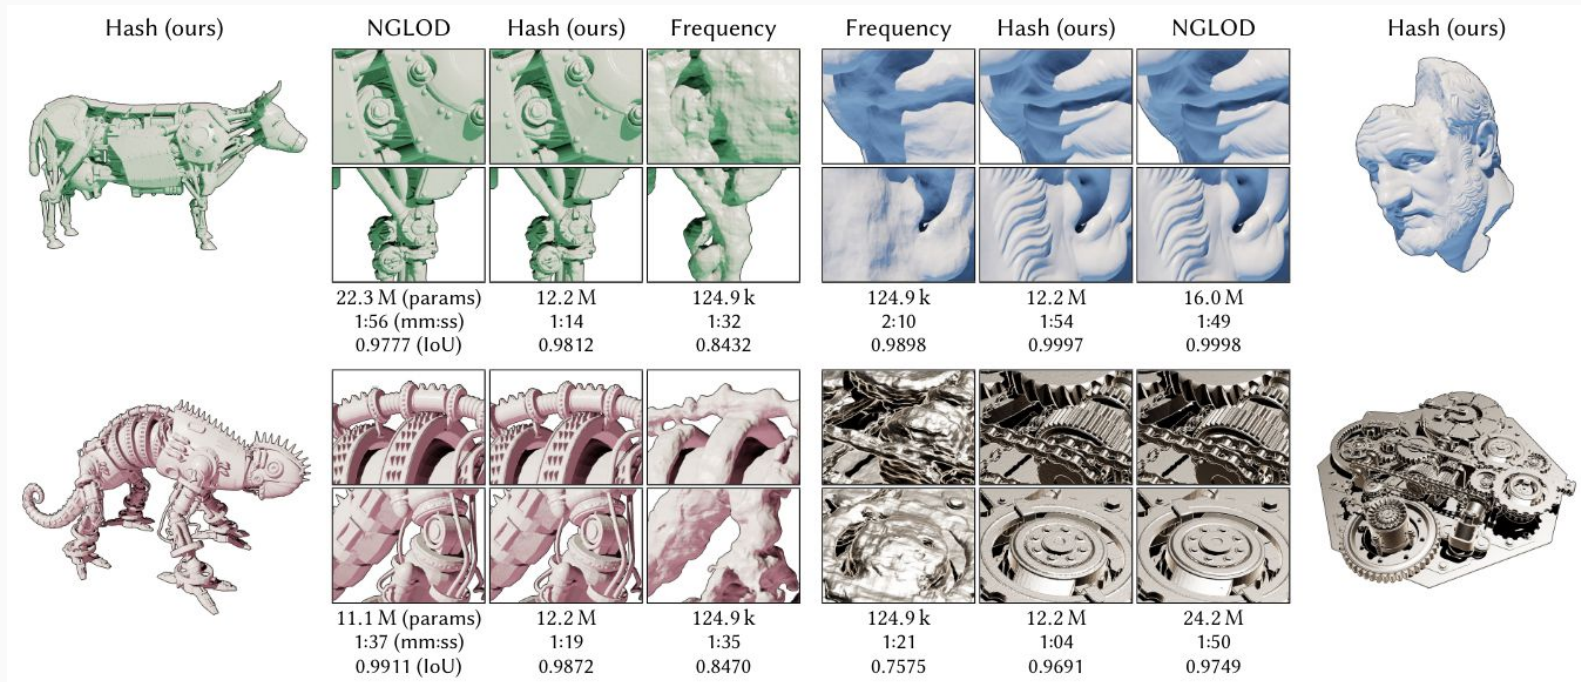 Hash (ours) NGLOD Hash (ours) Frequency Frequency Hash (ours) NGLOD Hash (ours)
22.3 M (params) 12.2 M 124.9 k 124.9 k 12.2 M 16.0 M
1:56 (mm:ss) 1:14 1:32 2:10 1:54 1:49
0.9777 (IoU) 0.9812 0.8432 0.9898 0.9997 0.9998
11.1 M (params) 12.2 M 124.9 k 124.9 k 12.2 M 24.2 M
1:37 (mm:ss) 1:19 1:35 1:21 1:04 1:50
0.9911 (IoU) 0.9872 0.8470 0.7575 0.9691 0.9749